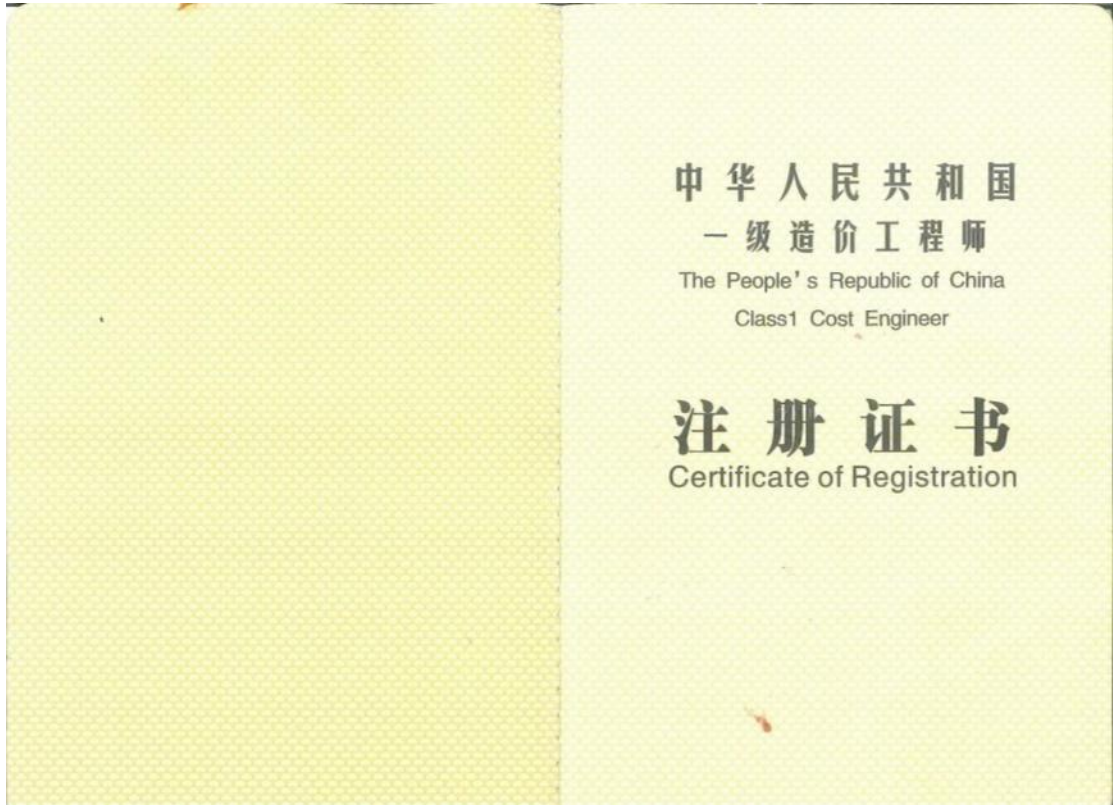 中华人民共和国
一级造价工程师
The People's Republic of China
Class1 Cost Engineer
注册证书
Certificate of Registration